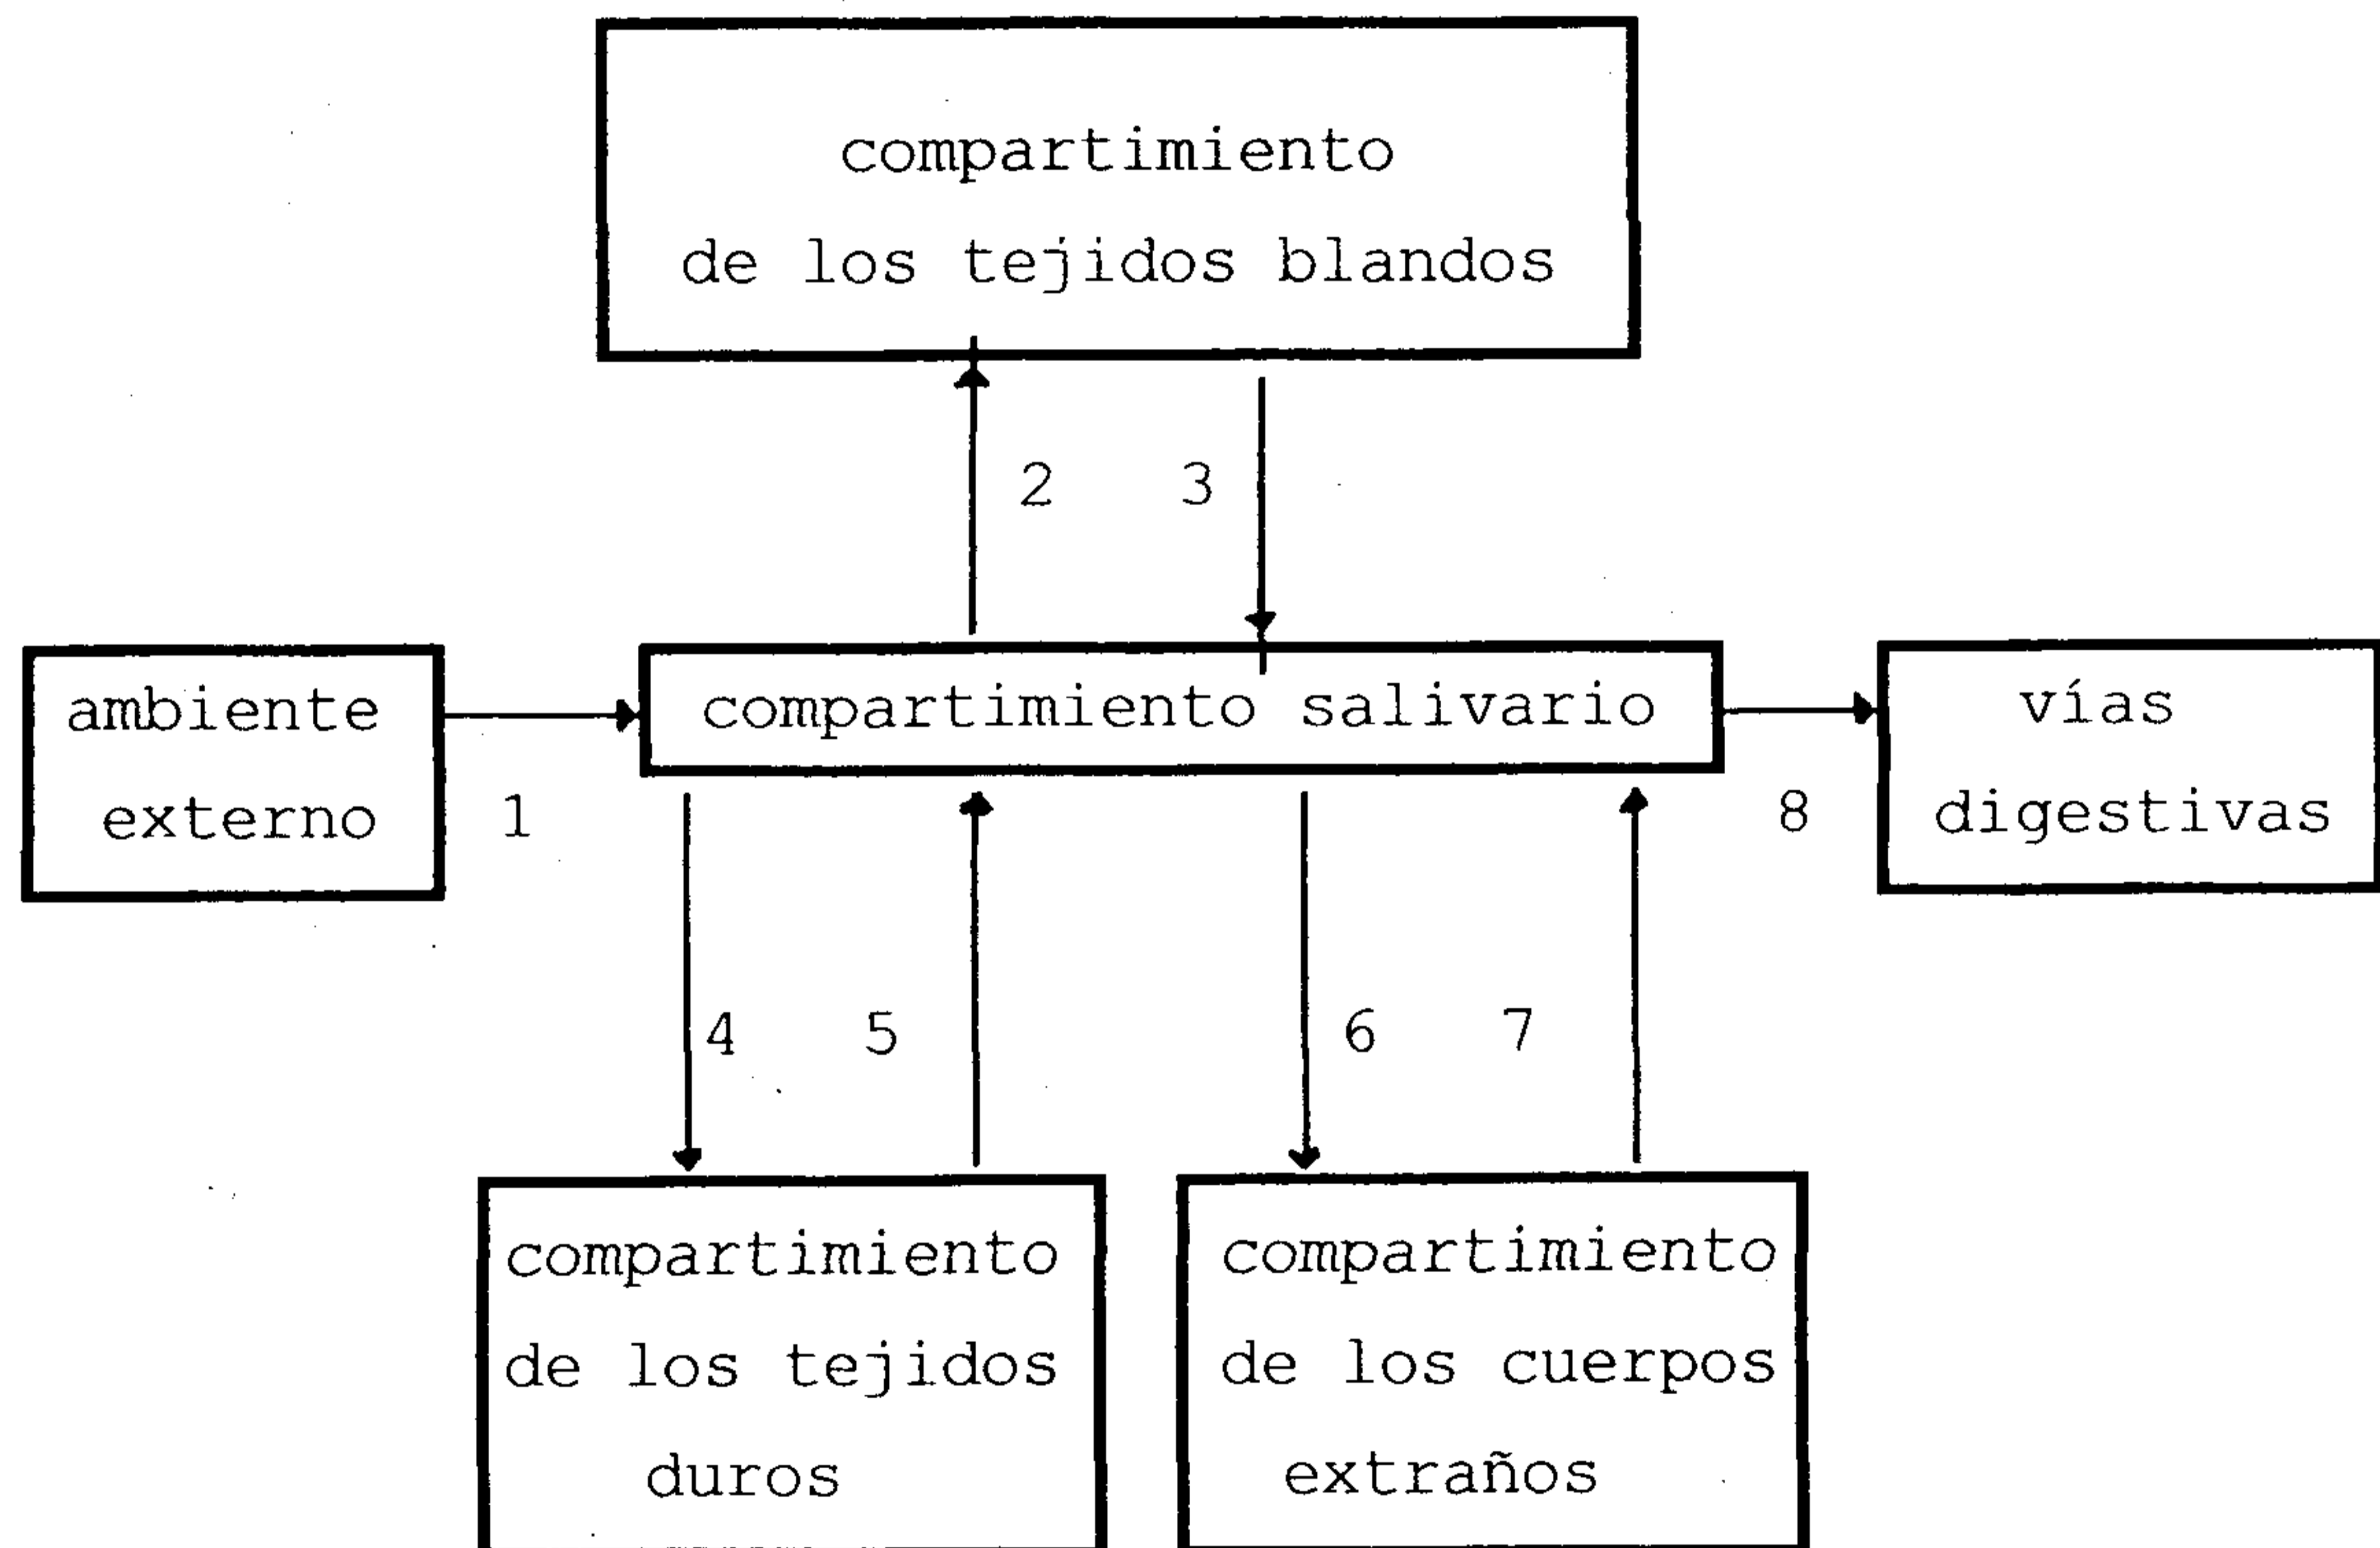 compartimiento
de los tejidos blandos
2
3
ambiente
externo
1
compartimiento salivario
8
vías
digestivas
4
5
6
7
compartimiento
de los tejidos
duros
compartimiento
de los cuerpos
extraños